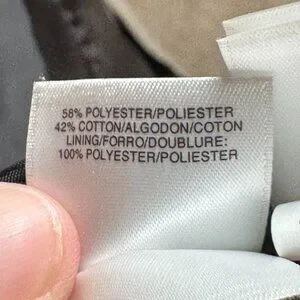 58% POLYESTER/POLIESTER
42% COTTON/ALGODON/COTON
LINING/FORRO/DOUBLURE:
100% POLYESTER/POLIESTER